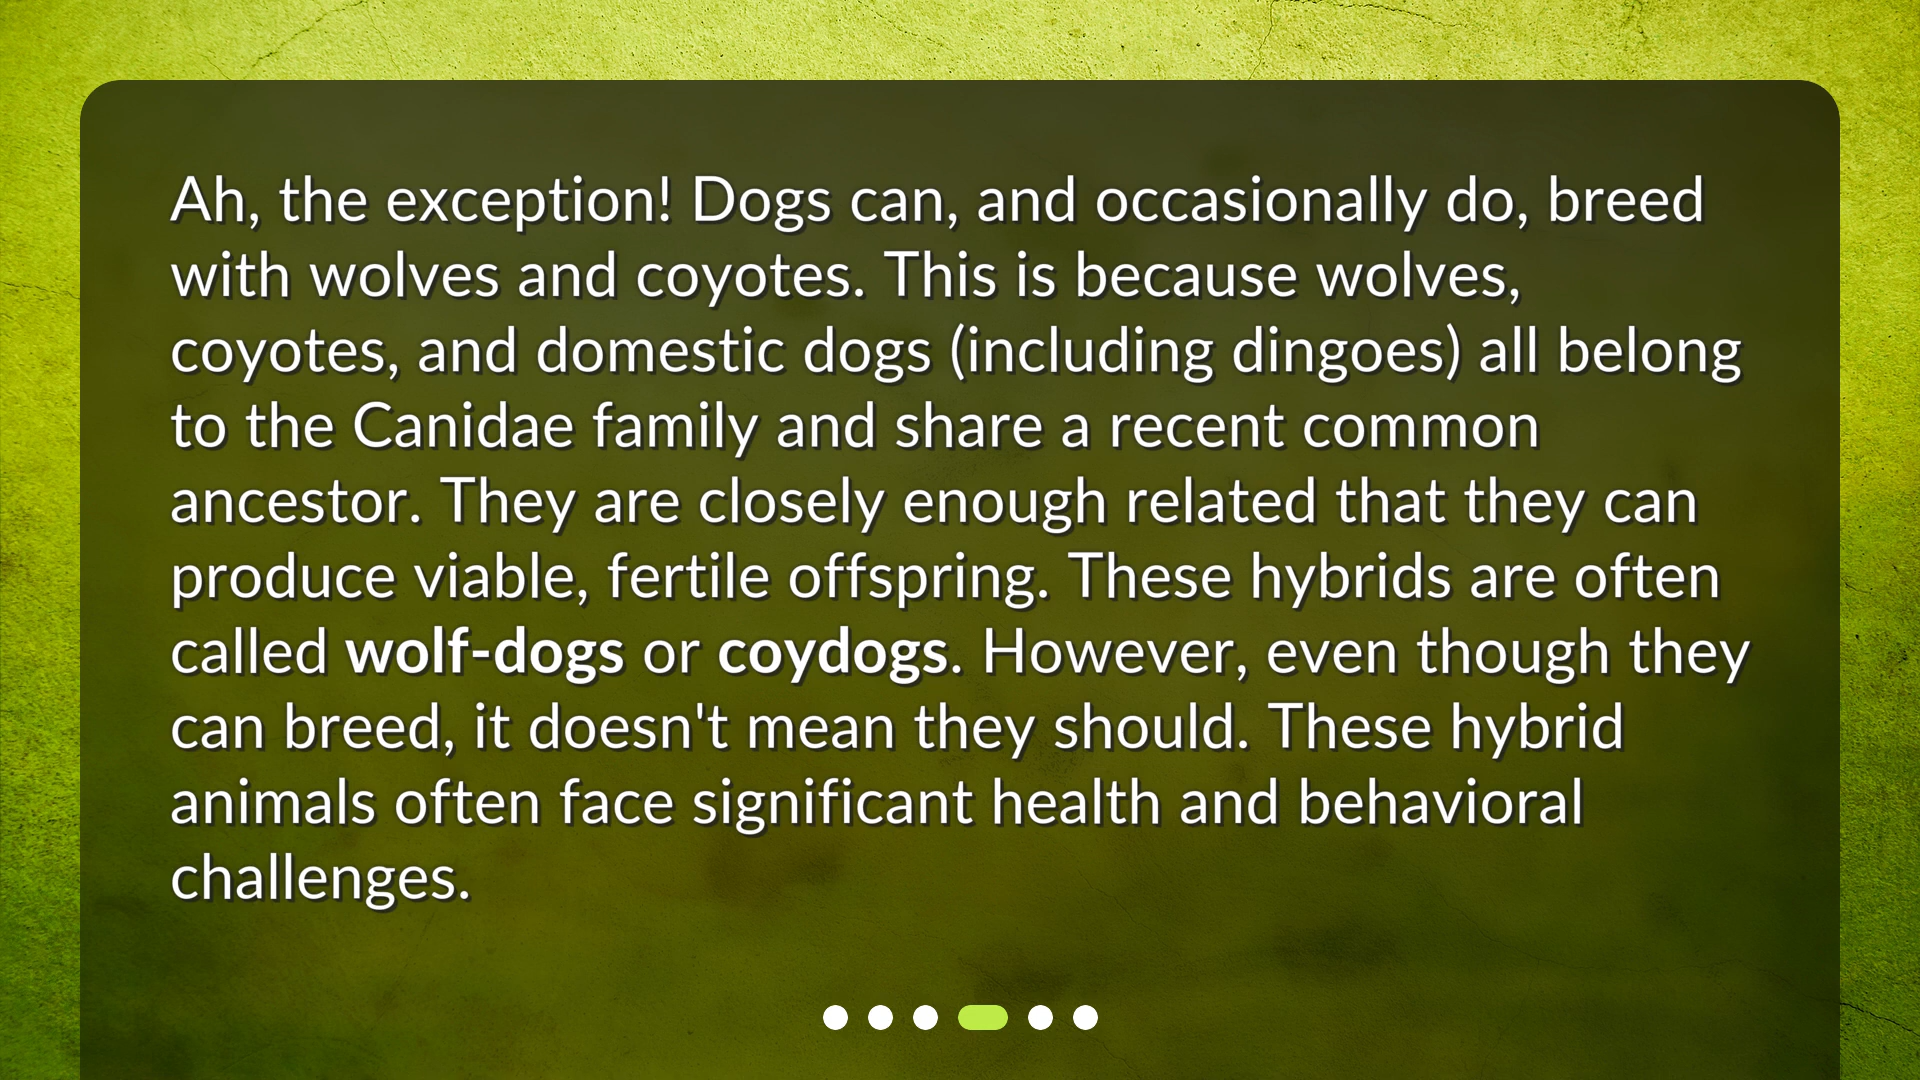 Ah, the exception! Dogs can, and occasionally do, breed
with wolves and coyotes. This is because wolves,
coyotes, and domestic dogs (including dingoes) all belong
to the Canidae family and share a recent common
ancestor. They are closely enough related that they can
produce viable, fertile offspring. These hybrids are often
called wolf-dogs or coydogs. However, even though they
can breed, it doesn't mean they should. These hybrid
animals often face significant health and behavioral
challenges.